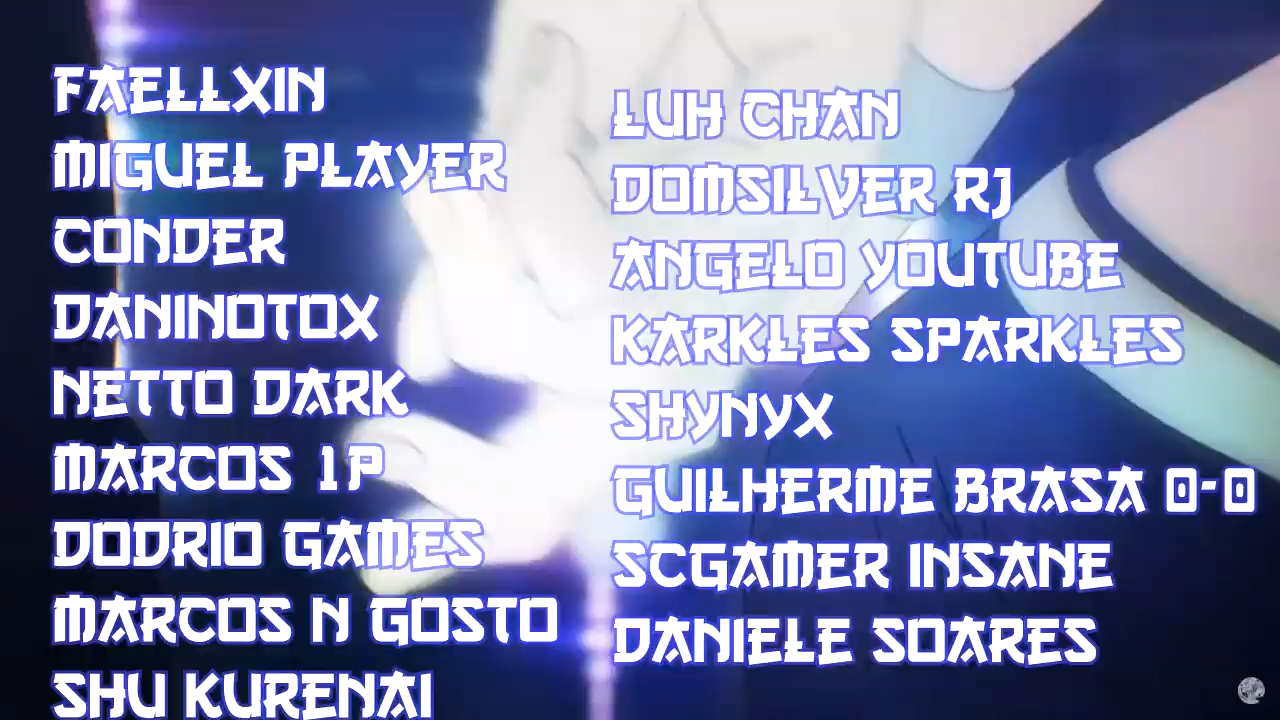 FAELLXIN
MIGUEL PLAYER
CONDER
DANINOTOX
NETTO DARK
MARCOS 1P
DODRIO GAMES
MARCOS N GOSTO
SHU KURENAI
LUH CHAN
DOMSILVER RJ
ANGELO YOUTUBE
KARKLES SPARKLES
SHYNYX
GUILHERME BRASA 0-0
SCGAMER INSANE
DANIELE SOARES